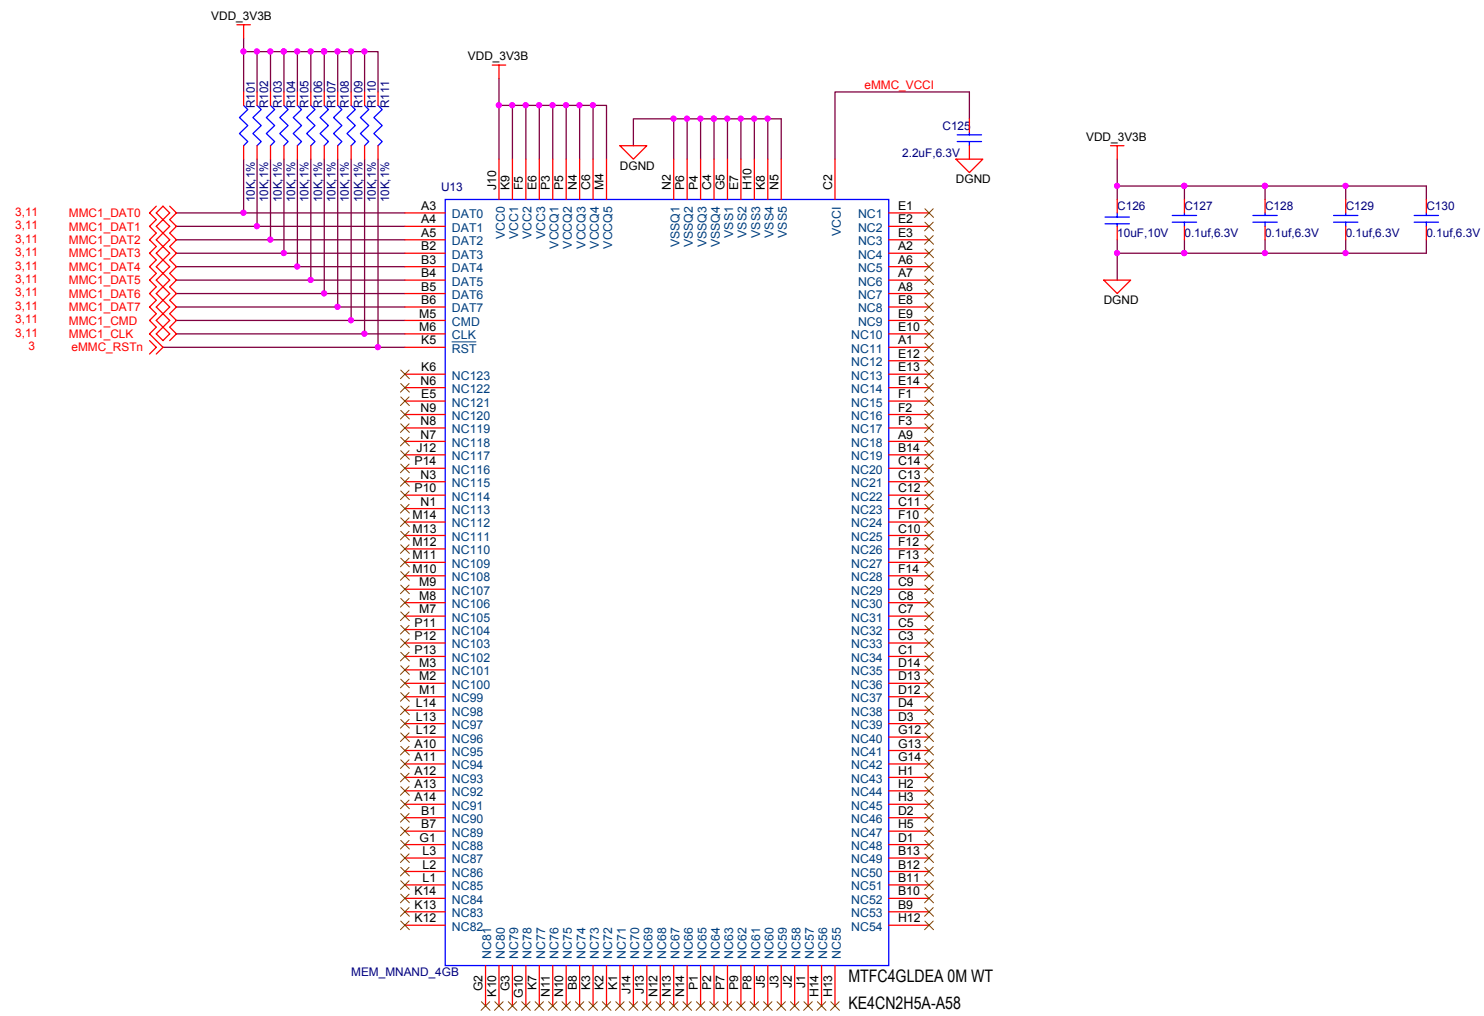 VDD_3V3B
VDD_3V3B
R101
R102
R103
R104
R105
R106
R107
R108
R109
R110
R111
10K,1%
10K,1%
10K,1%
10K,1%
10K,1%
10K,1%
10K,1%
10K,1%
10K,1%
10K,1%
10K,1%
eMMC_VCCI
C125
2.2uF,6.3V
DGND
DGND
VDD_3V3B
C126
10uF,10V
C127
0.1uf,6.3V
C128
0.1uf,6.3V
C129
0.1uf,6.3V
C130
0.1uf,6.3V
DGND
U13
J10 VCC0
K9 VCC1
F5 VCC2
E6 VCC3
P3 VCCQ1
P5 VCCQ2
N4 VCCQ3
C6 VCCQ4
M4 VCCQ5
N2 VSSQ1
P6 VSSQ2
P4 VSSQ3
C4 VSSQ4
G5 VSS1
E7 VSS2
H10 VSS3
K8 VSS4
N5 VSS5
C2 VCCI
3,11 MMC1_DAT0 A3 DAT0
3,11 MMC1_DAT1 A4 DAT1
3,11 MMC1_DAT2 A5 DAT2
3,11 MMC1_DAT3 B2 DAT3
3,11 MMC1_DAT4 B3 DAT4
3,11 MMC1_DAT5 B4 DAT5
3,11 MMC1_DAT6 B5 DAT6
3,11 MMC1_DAT7 B6 DAT7
3,11 MMC1_CMD M5 CMD
3,11 MMC1_CLK M6 CLK
3 eMMC_RSTn K5 RST
K6 NC123
N6 NC122
E5 NC121
N9 NC120
N8 NC119
N7 NC118
J12 NC117
P14 NC116
N3 NC115
P10 NC114
N1 NC113
M14 NC112
M13 NC111
M12 NC110
M11 NC109
M10 NC108
M9 NC107
M8 NC106
M7 NC105
P11 NC104
P12 NC103
P13 NC102
M3 NC101
M2 NC100
M1 NC99
L14 NC98
L13 NC97
L12 NC96
A10 NC95
A11 NC94
A12 NC93
A13 NC92
A14 NC91
B1 NC90
B7 NC89
G1 NC88
L3 NC87
L2 NC86
L1 NC85
K14 NC84
K13 NC83
K12 NC82
NC1 E1
NC2 E2
NC3 E3
NC4 A2
NC5 A6
NC6 A7
NC7 A8
NC8 E8
NC9 E9
NC10 E10
NC11 A1
NC12 E12
NC13 E13
NC14 E14
NC15 F1
NC16 F2
NC17 F3
NC18 A9
NC19 B14
NC20 C14
NC21 C13
NC22 C12
NC23 C11
NC24 F10
NC25 C10
NC26 F12
NC27 F13
NC28 F14
NC29 C9
NC30 C8
NC31 C7
NC32 C5
NC33 C3
NC34 C1
NC35 D14
NC36 D13
NC37 D12
NC38 D4
NC39 D3
NC40 G12
NC41 G13
NC42 G14
NC43 H1
NC44 H2
NC45 H3
NC46 D2
NC47 H5
NC48 D1
NC49 B13
NC50 B12
NC51 B11
NC52 B10
NC53 B9
NC54 H12
NC81 G2
NC80 K10
NC79 G3
NC78 G10
NC77 K7
NC76 N11
NC75 N10
NC74 B8
NC73 K3
NC72 K2
NC71 K1
NC70 J14
NC69 J13
NC68 N12
NC67 N13
NC66 N14
NC65 P1
NC64 P2
NC63 P7
NC62 P9
NC61 P8
NC60 J5
NC59 J3
NC58 J2
NC57 J1
NC56 H14
NC55 H13
MEM_MNAND_4GB
MTFC4GLDEA 0M WT
KE4CN2H5A-A58